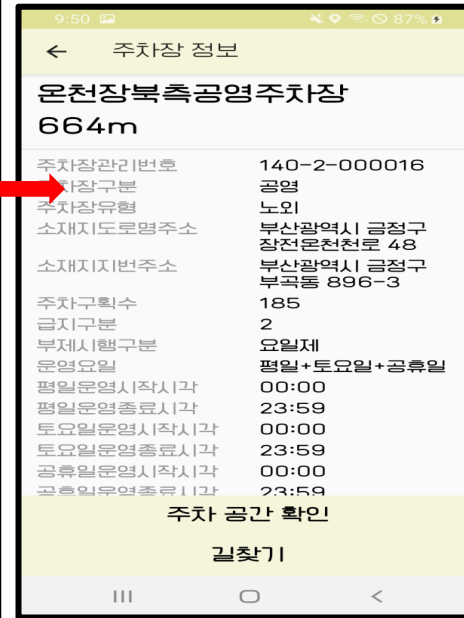 9:50 87%
주차장 정보
온천장북측공영주차장
664m
주차장관리번호 140-2-000016
차장구분 공영
주차장유형 노외
소재지도로명주소 부산광역시 금정구
장전온천천로 48
소재지지번주소 부산광역시 금정구
부곡동 896-3
주차구획수 185
급지구분 2
부제시행구분 요일제
운영요일 평일+토요일+공휴일
평일운영시작시각 00:00
평일운영종료시각 23:59
토요일운영시작시각 00:00
토요일운영종료시각 23:59
공휴일운영시작시각 00:00
공휴일운영종료시각 23:59
주차 공간 확인
길찾기